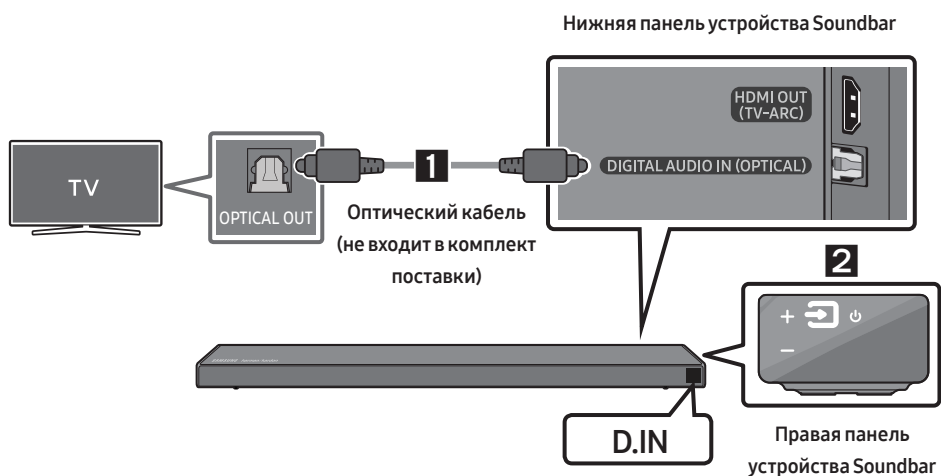 Нижняя панель устройства Soundbar
HDMI OUT
(TV-ARC)
DIGITAL AUDIO IN (OPTICAL)
TV
OPTICAL OUT
1
Оптический кабель
(не входит в комплект
поставки)
2
+
−
D.IN
Правая панель
устройства Soundbar